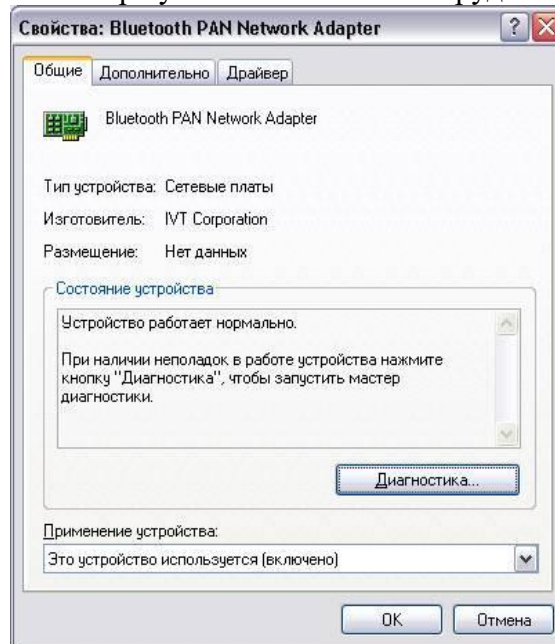 Свойства: Bluetooth PAN Network Adapter
Общие Дополнительно Драйвер
Bluetooth PAN Network Adapter
Тип устройства: Сетевые платы
Изготовитель: IVT Corporation
Размещение: Нет данных
Состояние устройства
Устройство работает нормально.
При наличии неполадок в работе устройства нажмите
кнопку "Диагностика", чтобы запустить мастер
диагностики.
Диагностика...
Применение устройства:
Это устройство используется (включено)
OK Отмена